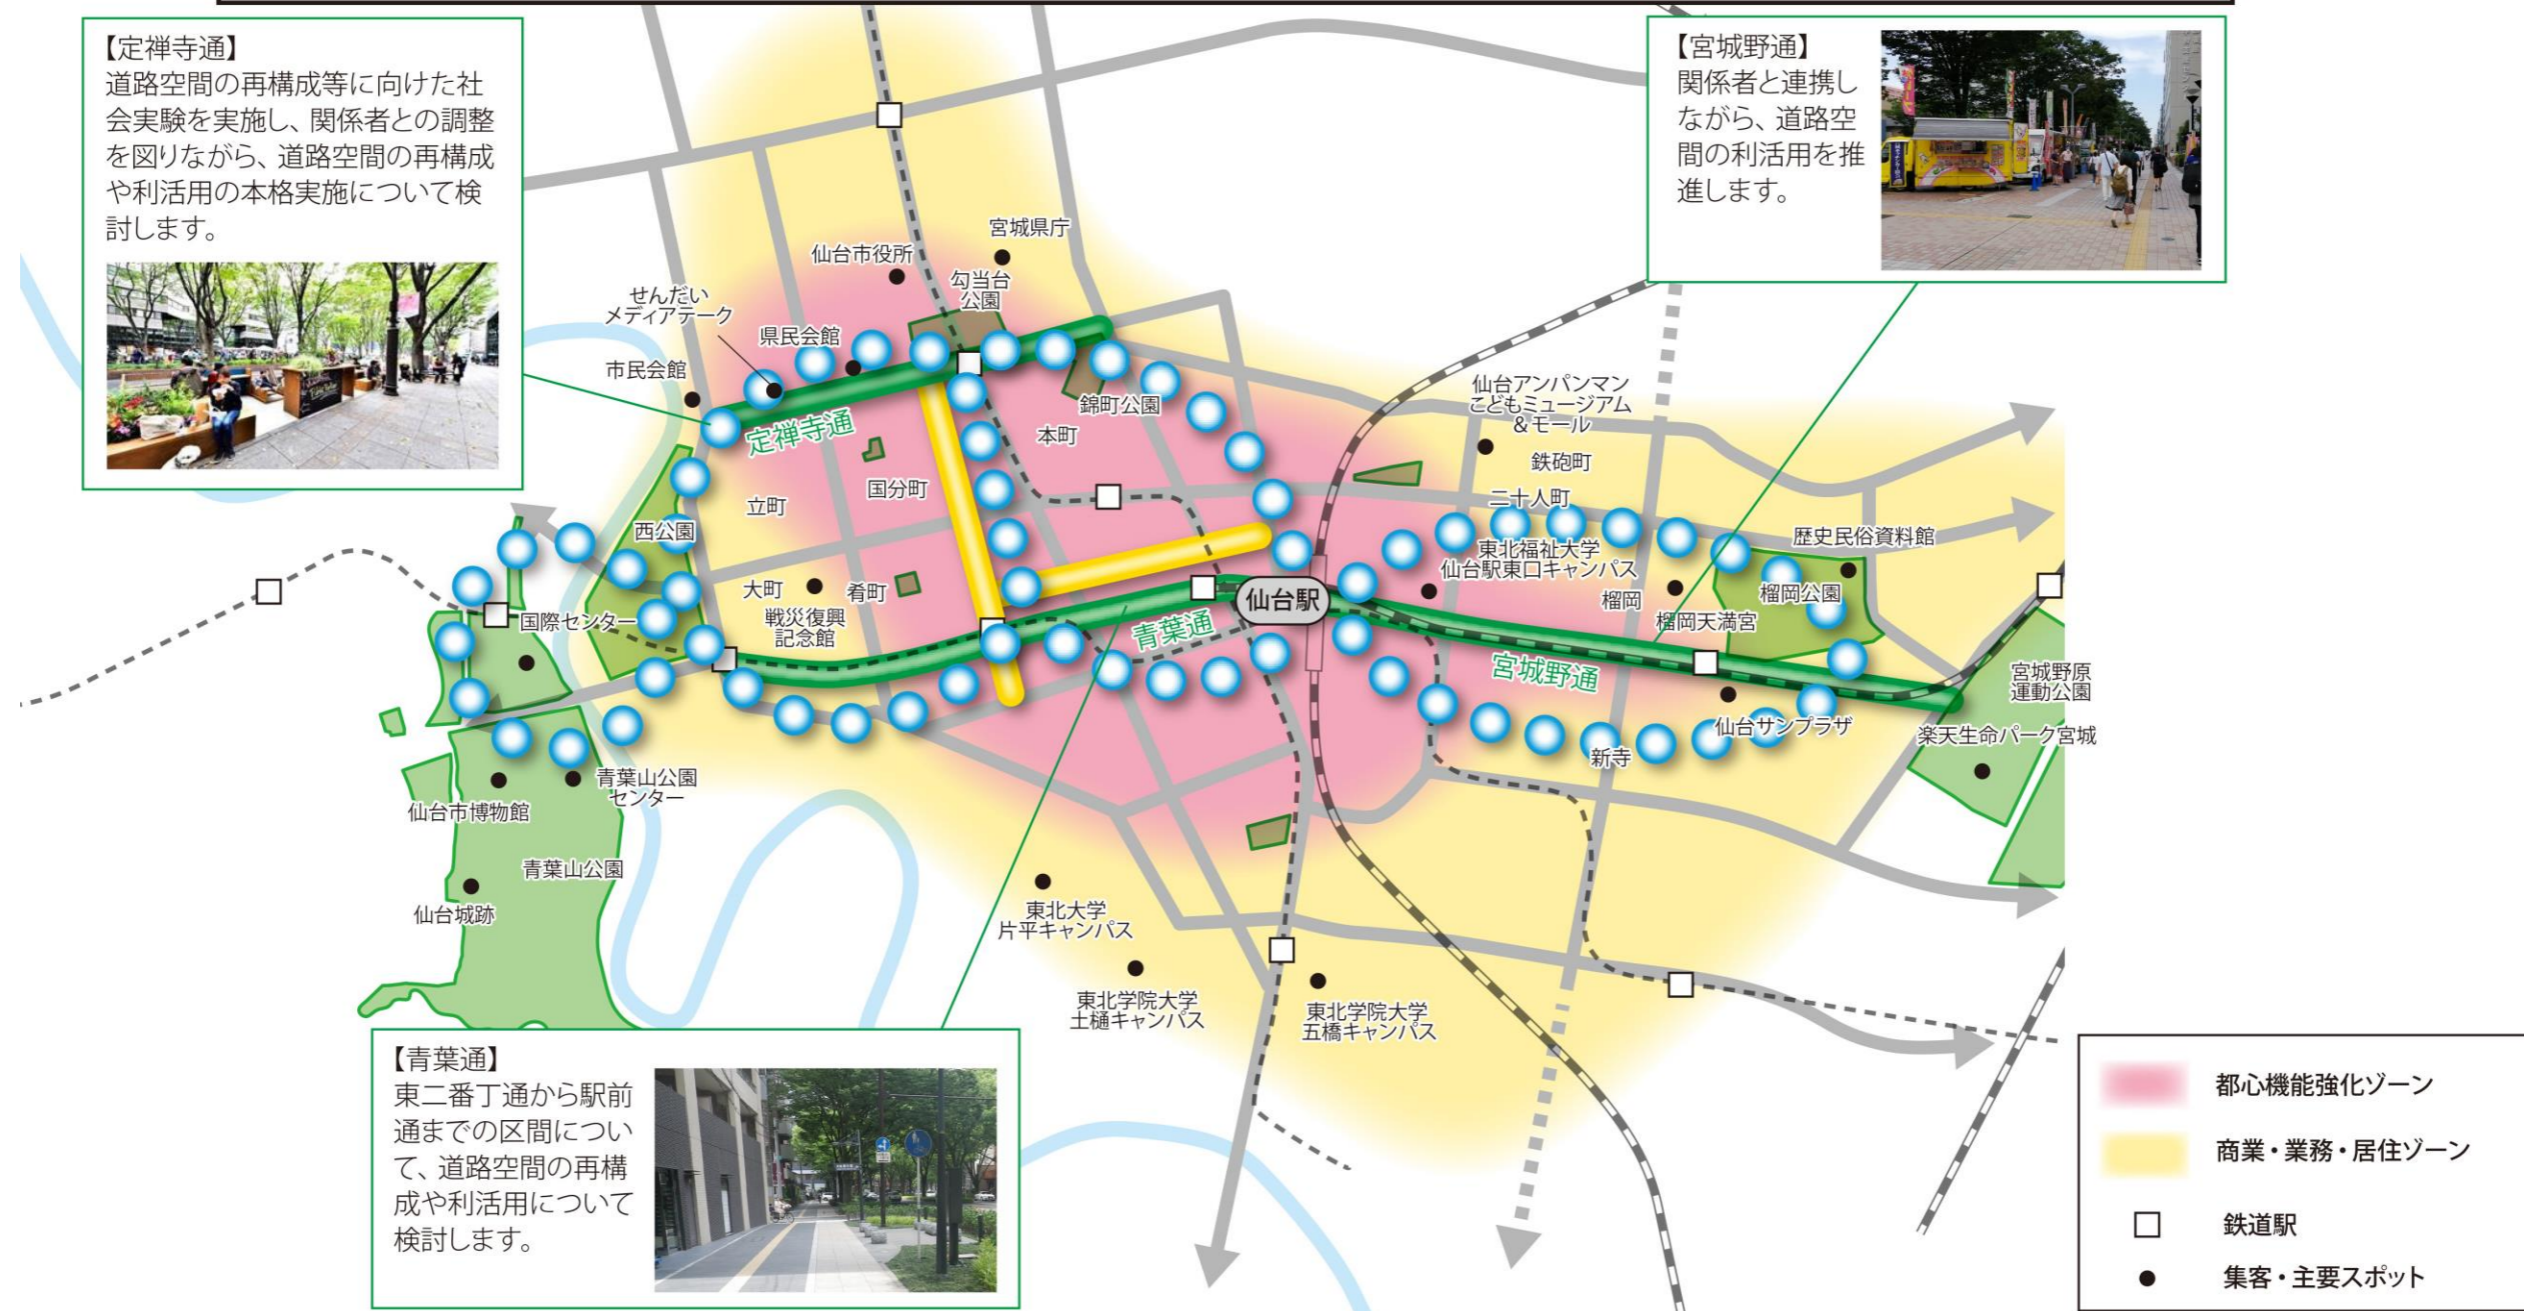 【定禅寺通】
道路空間の再構成等に向けた社
会実験を実施し、関係者との調整
を図りながら、道路空間の再構成
や利活用の本格実施について検
討します。
【宮城野通】
関係者と連携し
ながら、道路空
間の利活用を推
進します。
宮城県庁
仙台市役所
勾当台
公園
せんだい
メディアテーク
県民会館
市民会館
定禅寺通
錦町公園
本町
仙台アンパンマン
こどもミュージアム
&モール
鉄砲町
二十人町
立町
国分町
西公園
歴史民俗資料館
東北福祉大学
仙台駅東口キャンパス
大町
肴町
戦災復興
記念館
仙台駅
榴岡
榴岡天満宮
榴岡公園
国際センター
青葉通
宮城野通
宮城野原
運動公園
仙台サンプラザ
楽天生命パーク宮城
新寺
青葉山公園
センター
仙台市博物館
青葉山公園
仙台城跡
東北大学
片平キャンパス
東北学院大学
土樋キャンパス
東北学院大学
五橋キャンパス
【青葉通】
東二番丁通から駅前
通までの区間につい
て、道路空間の再構
成や利活用について
検討します。
都心機能強化ゾーン
商業・業務・居住ゾーン
鉄道駅
集客・主要スポット